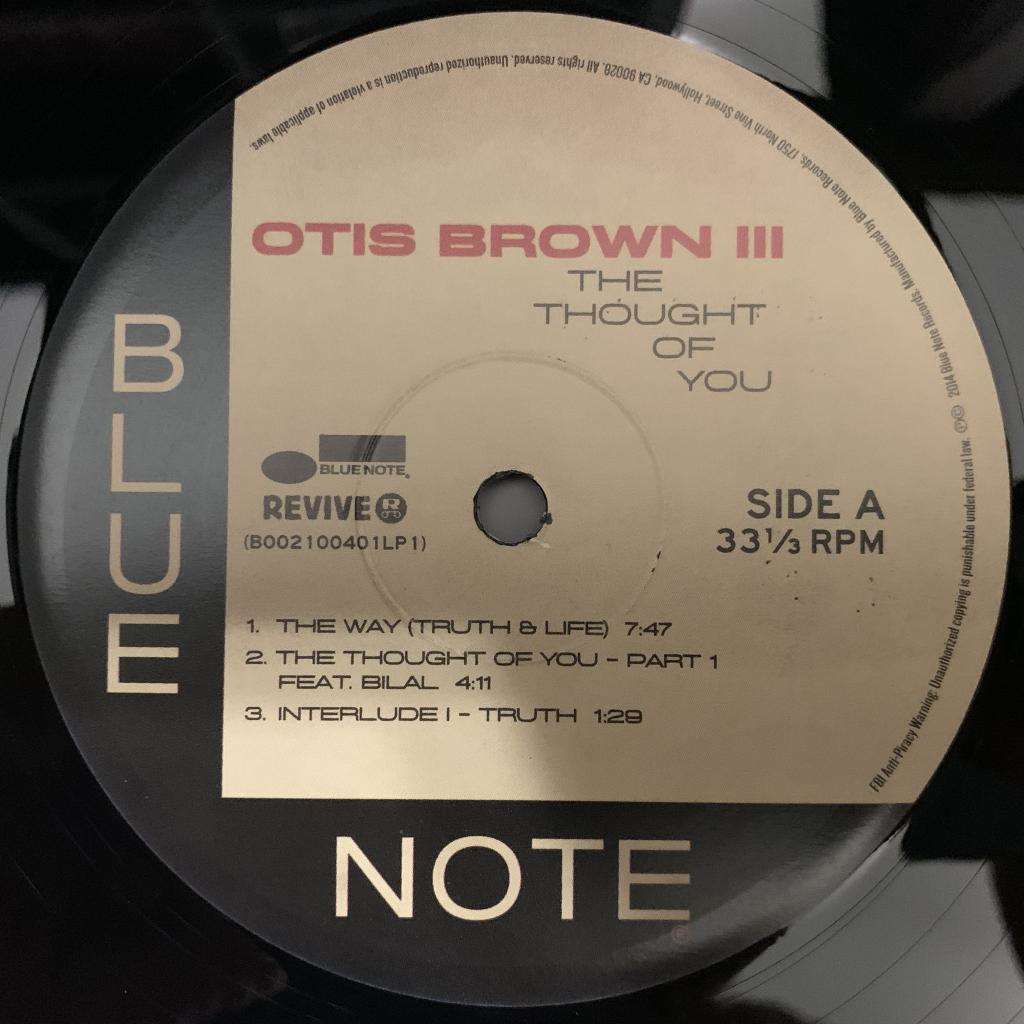 OTIS BROWN III
THE
THOUGHT
OF
YOU
BLUE
BLUE NOTE®
REVIVE R
(B002100401LP1)
SIDE A
33⅓ RPM
1. THE WAY (TRUTH & LIFE) 7:47
2. THE THOUGHT OF YOU – PART 1
FEAT. BILAL 4:11
3. INTERLUDE I – TRUTH 1:29
NOTE
FBI Anti-Piracy Warning: Unauthorized copying is punishable under federal law. ℗© 2014 Blue Note Records. Manufactured by Blue Note Records, 1750 North Vine Street, Hollywood, CA 90028. All rights reserved. Unauthorized reproduction is a violation of applicable laws.